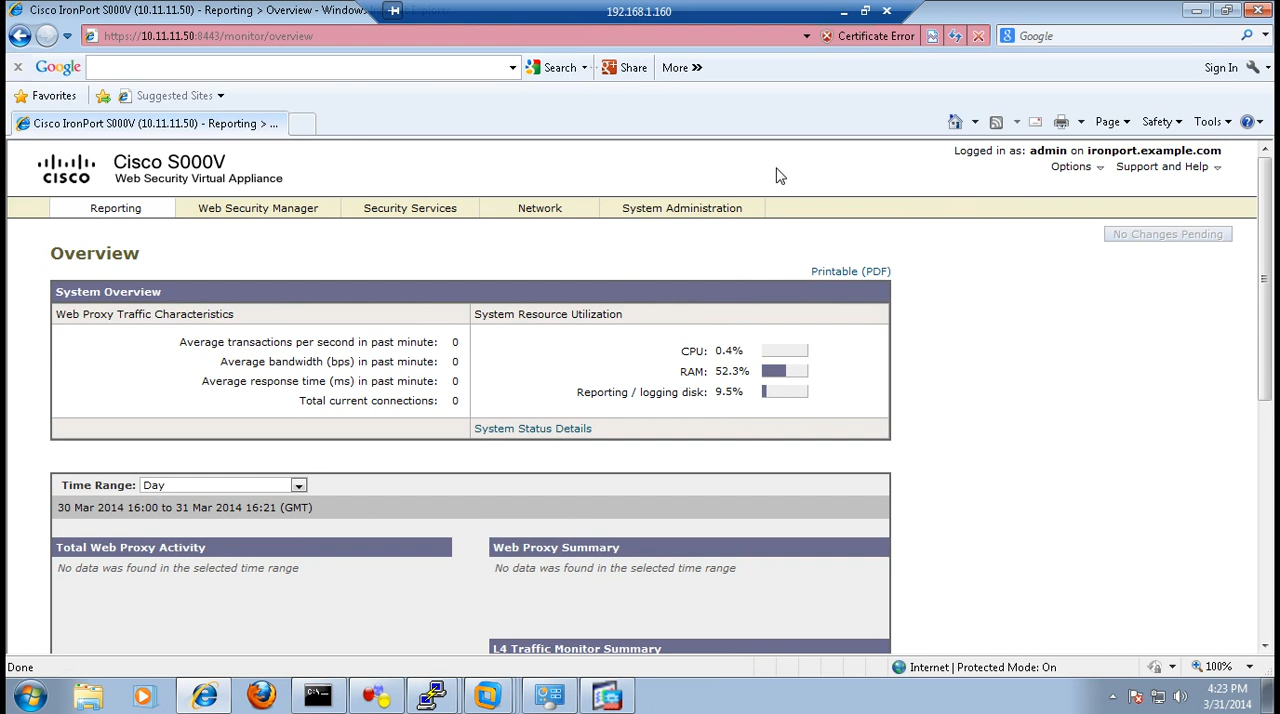 Cisco IronPort S000V (10.11.11.50) - Reporting > Overview - Windows
192.168.1.160
https://10.11.11.50:8443/monitor/overview
Certificate Error
Google
Google
Search
Share
More »
Sign In
Favorites
Suggested Sites
Cisco IronPort S000V (10.11.11.50) - Reporting > ...
Page
Safety
Tools
CISCO
Cisco S000V
Web Security Virtual Appliance
Logged in as: admin on ironport.example.com
Options
Support and Help
Reporting
Web Security Manager
Security Services
Network
System Administration
No Changes Pending
Overview
Printable (PDF)
System Overview
Web Proxy Traffic Characteristics
Average transactions per second in past minute: 0
Average bandwidth (bps) in past minute: 0
Average response time (ms) in past minute: 0
Total current connections: 0
System Resource Utilization
CPU: 0.4%
RAM: 52.3%
Reporting / logging disk: 9.5%
System Status Details
Time Range: Day
30 Mar 2014 16:00 to 31 Mar 2014 16:21 (GMT)
Total Web Proxy Activity
No data was found in the selected time range
Web Proxy Summary
No data was found in the selected time range
L4 Traffic Monitor Summary
Done
Internet | Protected Mode: On
100%
4:23 PM
3/31/2014